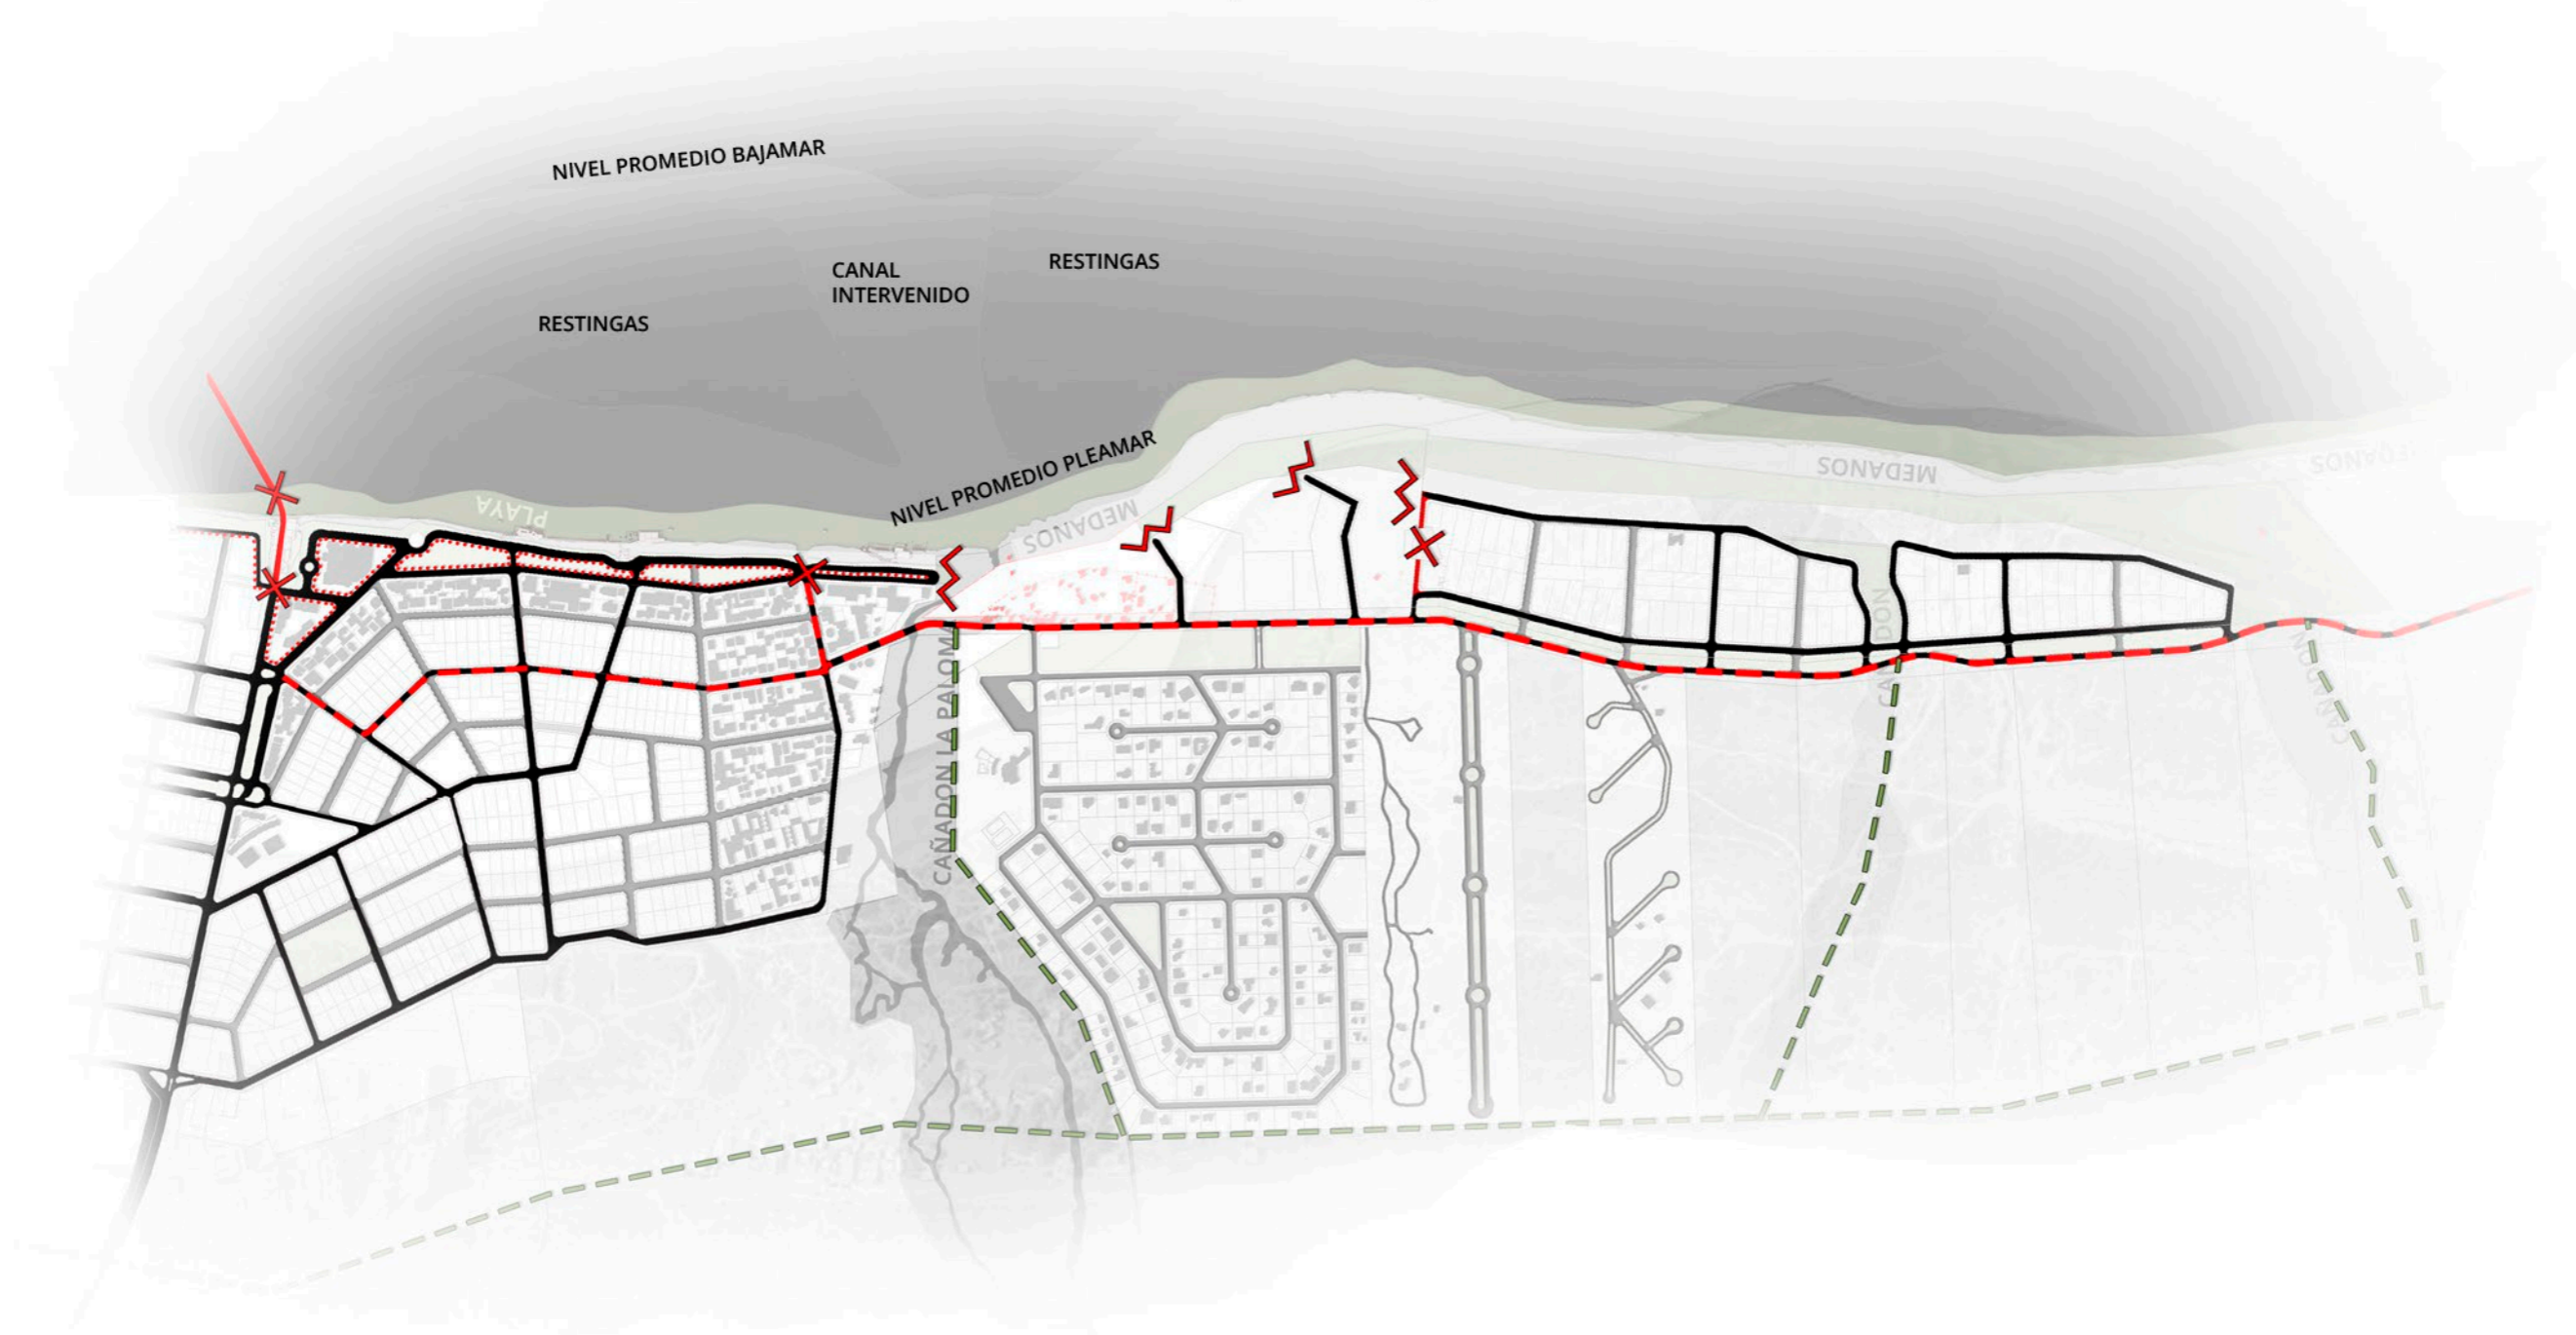 NIVEL PROMEDIO BAJAMAR
RESTINGAS
CANAL
INTERVENIDO
RESTINGAS
NIVEL PROMEDIO PLEAMAR
PLAYA
MEDANOS
MEDANOS
CAÑADON LA PALOMA
CAÑADON